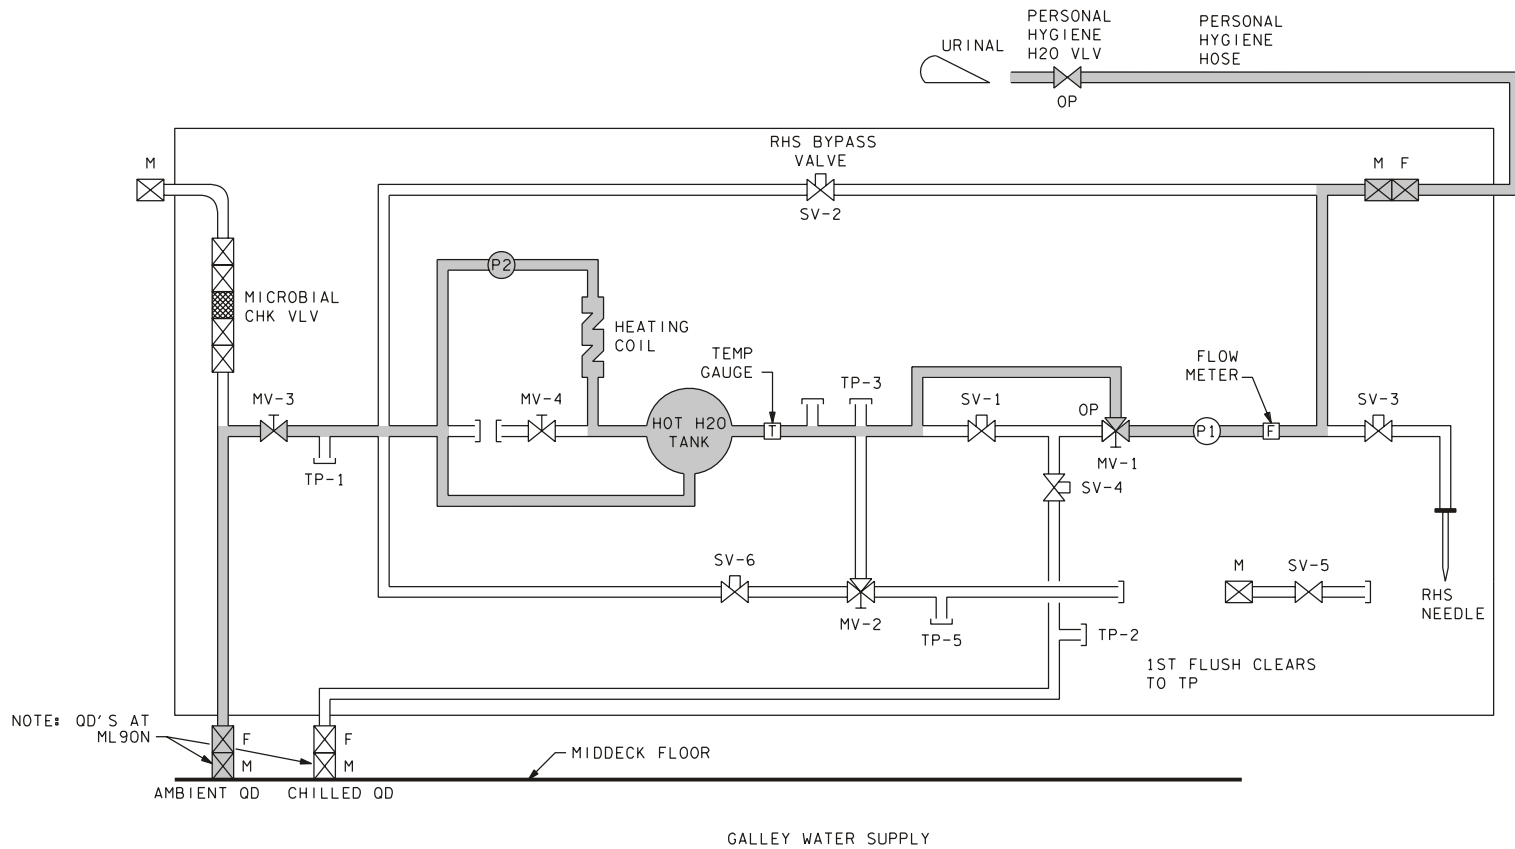 URINAL
PERSONAL
HYGIENE
H2O VLV
OP
PERSONAL
HYGIENE
HOSE
M
RHS BYPASS
VALVE
SV-2
M F
P2
MICROBIAL
CHK VLV
HEATING
COIL
TEMP
GAUGE
TP-3
FLOW
METER
MV-3
MV-4
SV-1
OP
SV-3
HOT H2O
TANK
T
P1
F
MV-1
TP-1
SV-4
SV-6
M
SV-5
RHS
NEEDLE
MV-2
TP-5
TP-2
1ST FLUSH CLEARS
TO TP
NOTE: QD'S AT
ML90N
F
M
F
M
MIDDECK FLOOR
AMBIENT QD
CHILLED QD
GALLEY WATER SUPPLY